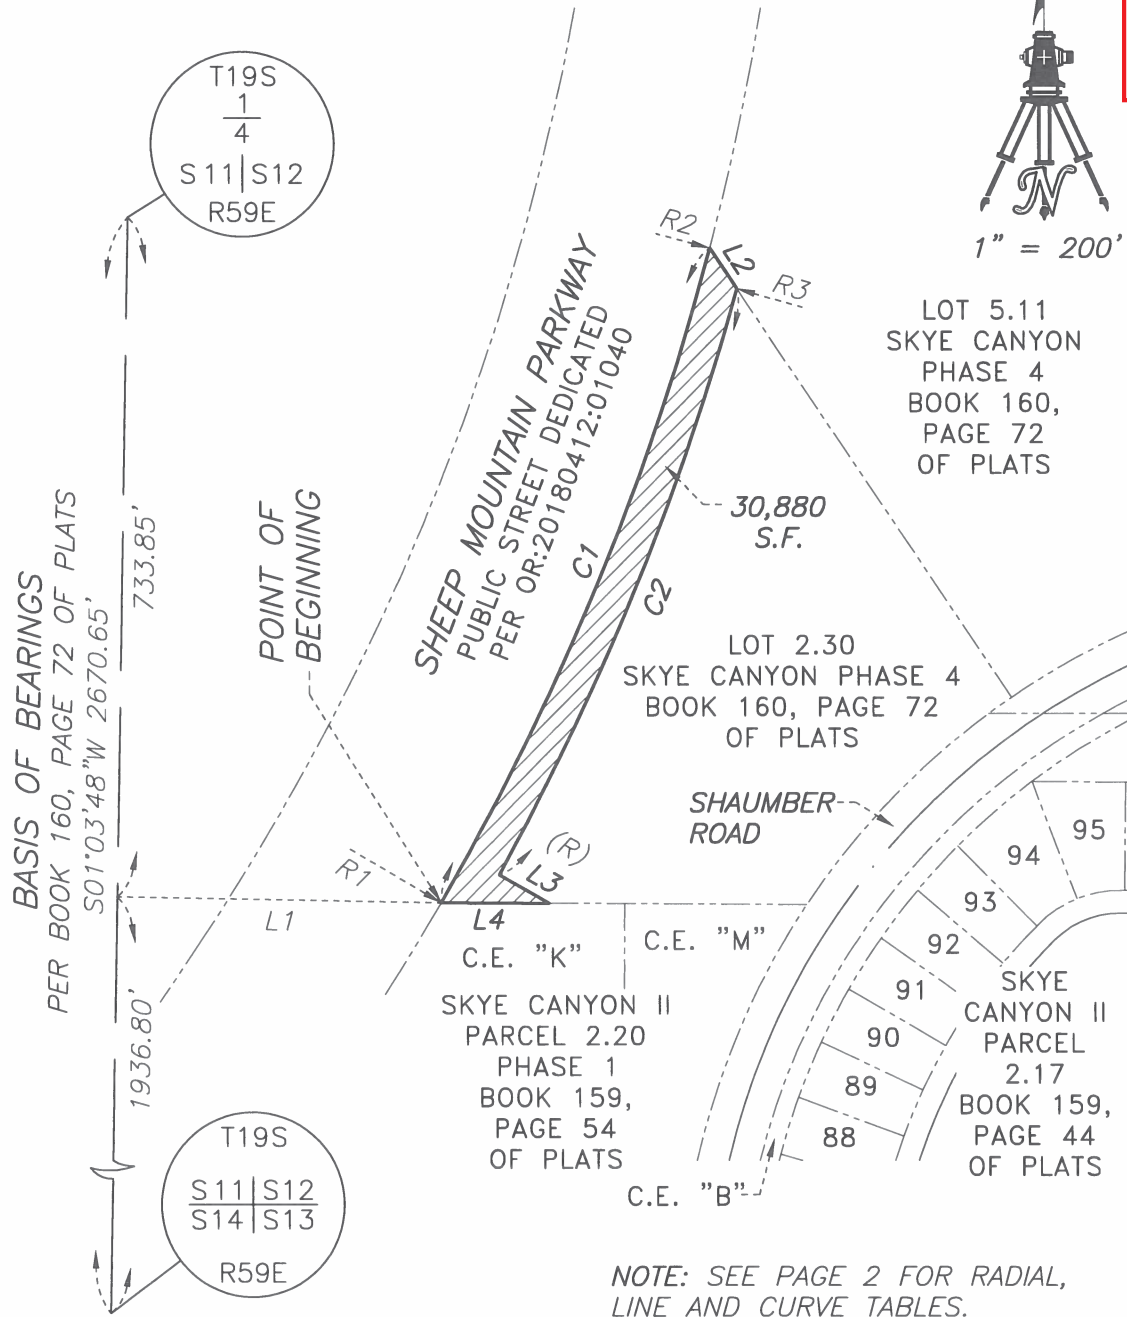 T19S
1
4
S 11 S12
R59E
N
1" = 200'
R2
L2
R3
LOT 5.11
SKYE CANYON
PHASE 4
BOOK 160,
PAGE 72
OF PLATS
SHEEP MOUNTAIN PARKWAY
PUBLIC STREET DEDICATED
PER OR:20180412:01040
30,880
S.F.
C1
C2
POINT OF
BEGINNING
733.85'
BASIS OF BEARINGS
PER BOOK 160, PAGE 72 OF PLATS
S01°03'48"W 2670.65'
LOT 2.30
SKYE CANYON PHASE 4
BOOK 160, PAGE 72
OF PLATS
SHAUMBER
ROAD
95
94
93
92
91
90
89
88
R1
(R)
L3
L1
L4
C.E. "K"
C.E. "M"
1936.80'
SKYE CANYON II
PARCEL 2.20
PHASE 1
BOOK 159,
PAGE 54
OF PLATS
SKYE
CANYON II
PARCEL
2.17
BOOK 159,
PAGE 44
OF PLATS
C.E. "B"
T19S
S11 S12
S14 S13
R59E
NOTE: SEE PAGE 2 FOR RADIAL,
LINE AND CURVE TABLES.